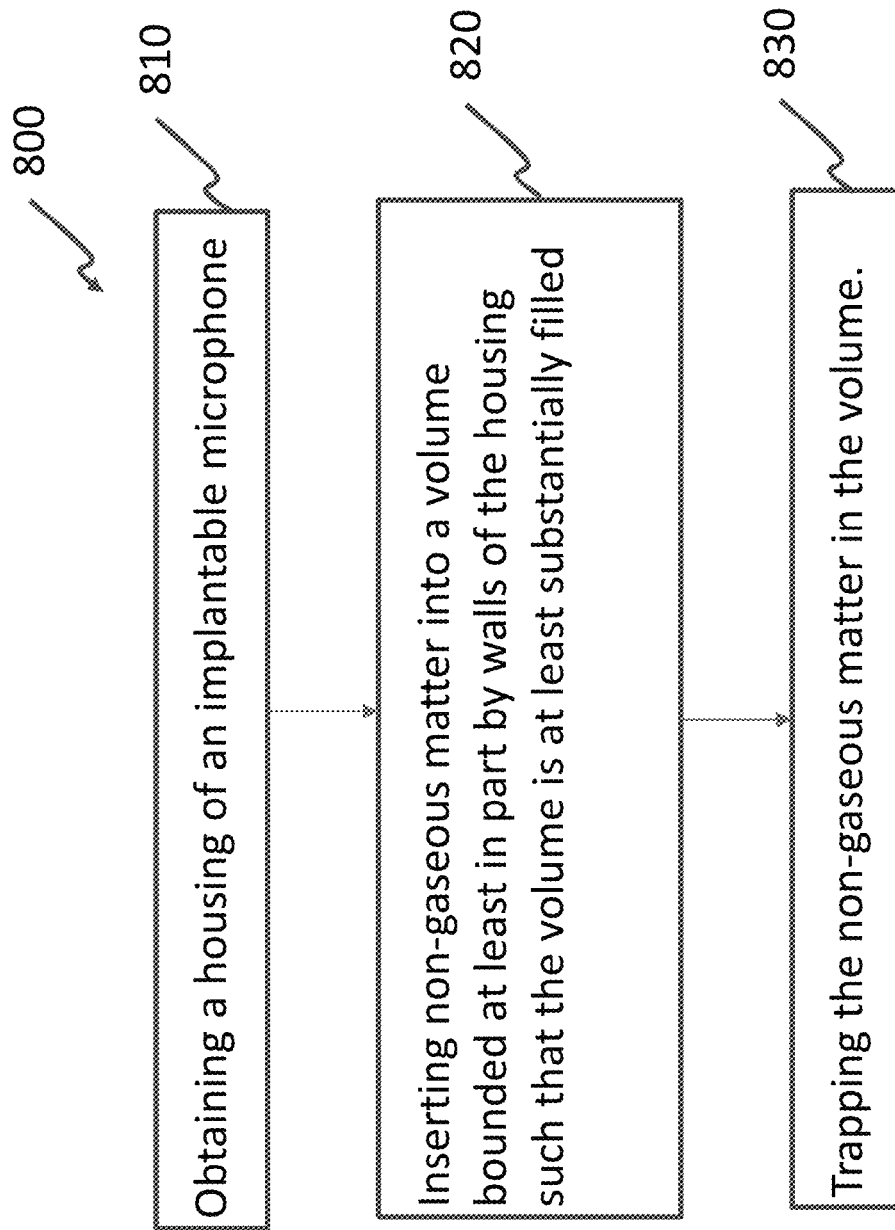 800
810
Obtaining a housing of an implantable microphone
820
Inserting non-gaseous matter into a volume
bounded at least in part by walls of the housing
such that the volume is at least substantially filled
830
Trapping the non-gaseous matter in the volume.